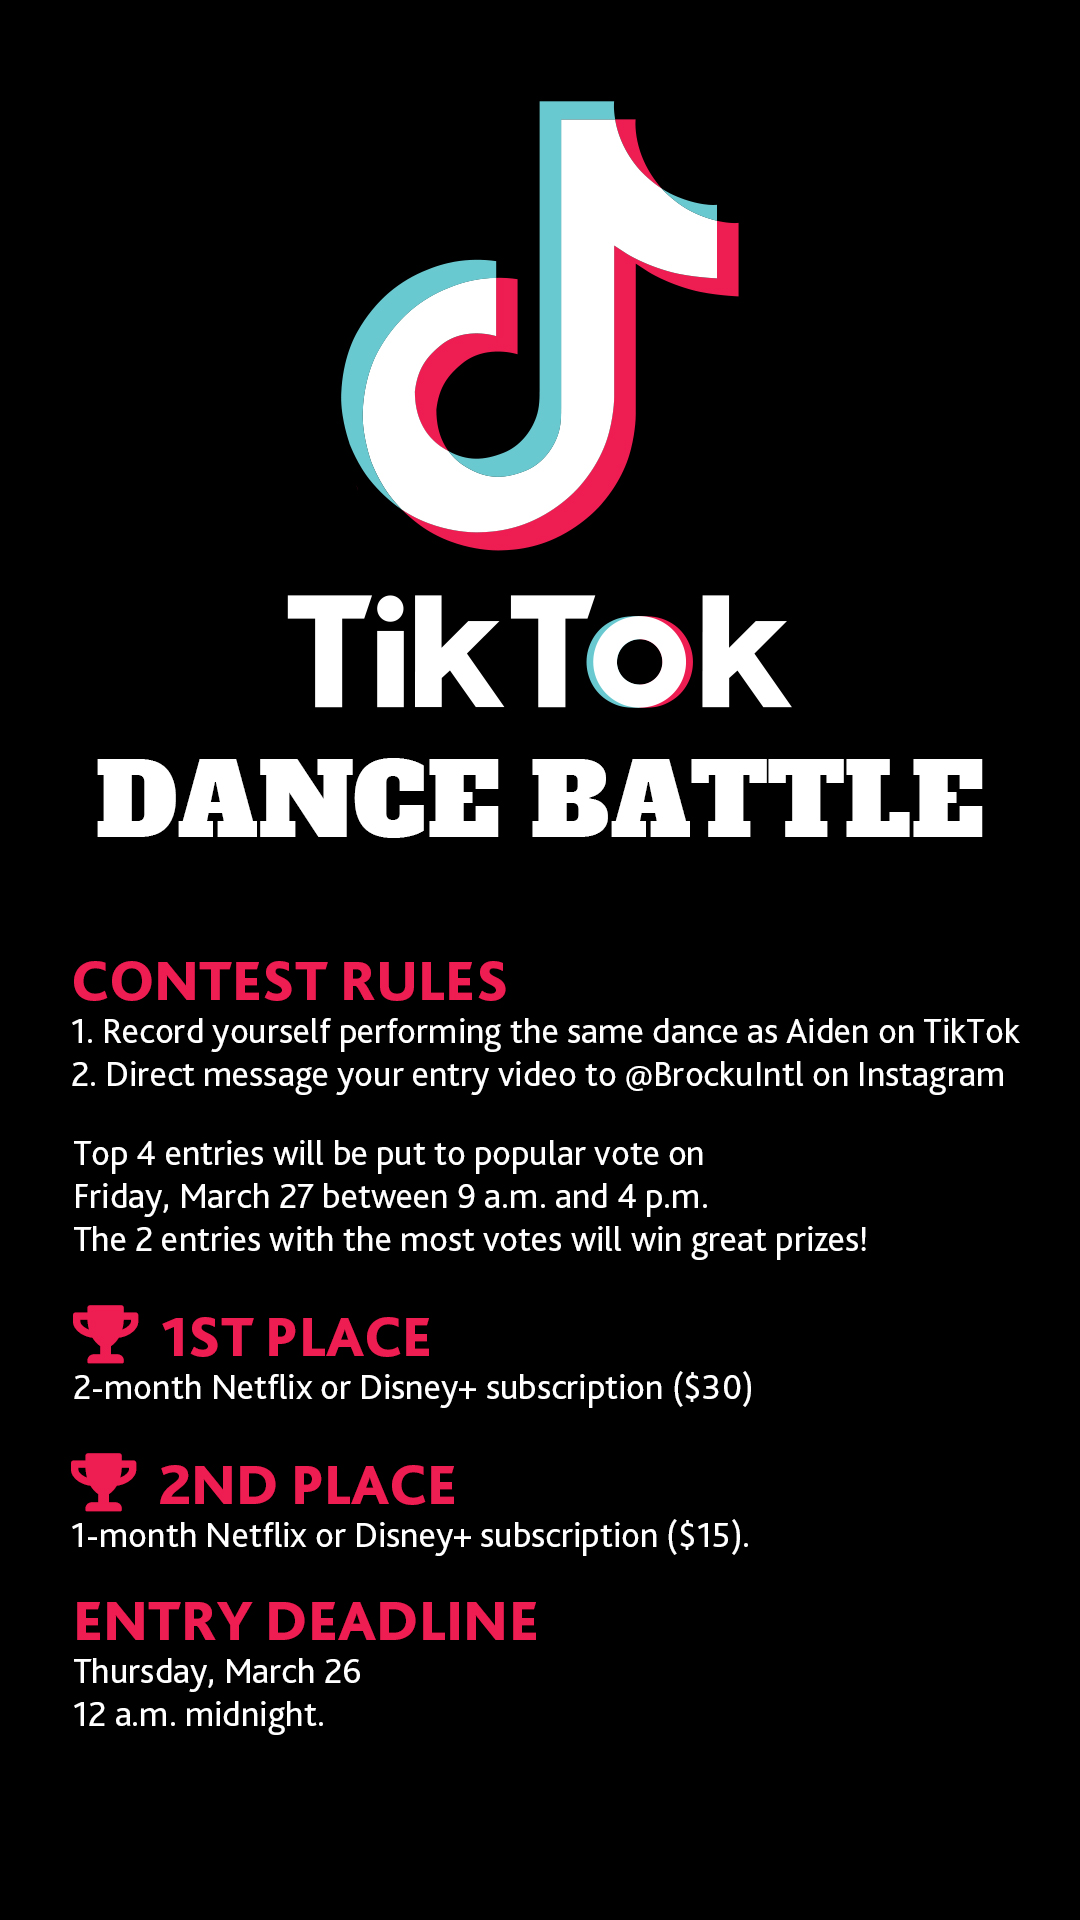 TikTok
DANCE BATTLE
CONTEST RULES
1. Record yourself performing the same dance as Aiden on TikTok
2. Direct message your entry video to @BrockuIntl on Instagram
Top 4 entries will be put to popular vote on
Friday, March 27 between 9 a.m. and 4 p.m.
The 2 entries with the most votes will win great prizes!
1ST PLACE
2-month Netflix or Disney+ subscription ($30)
2ND PLACE
1-month Netflix or Disney+ subscription ($15).
ENTRY DEADLINE
Thursday, March 26
12 a.m. midnight.